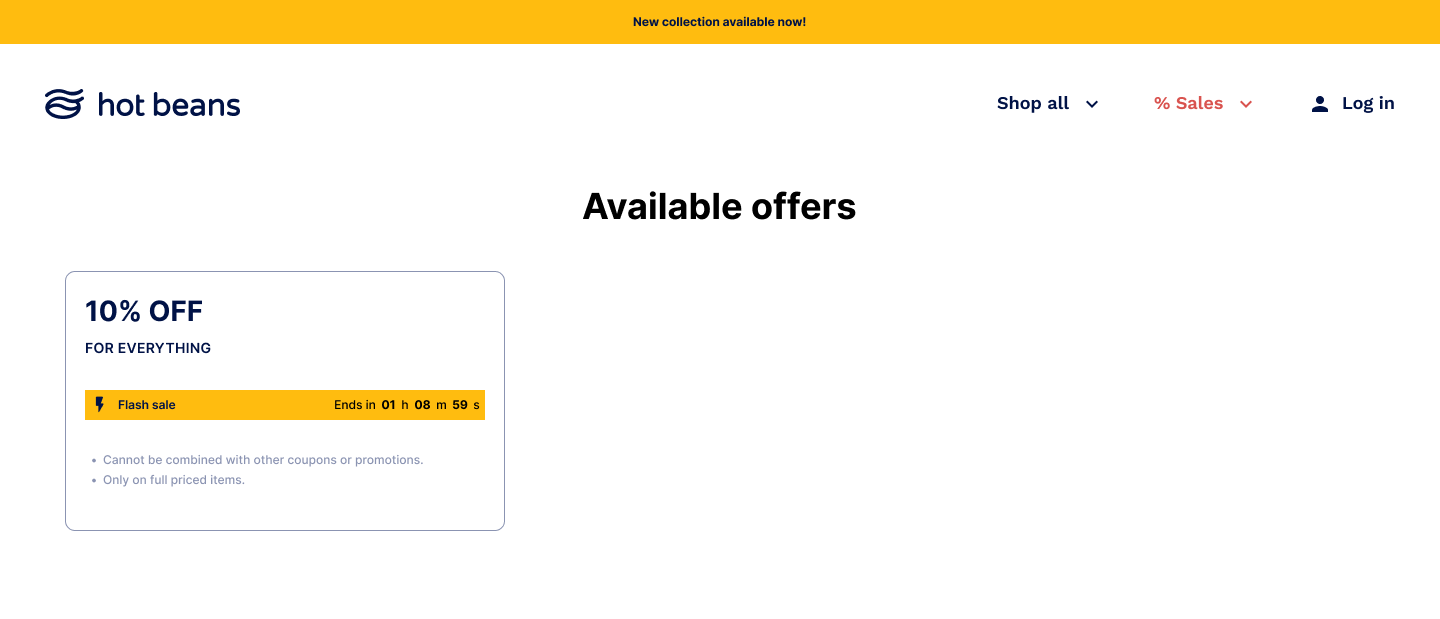 New collection available now!
hot beans
Shop all
% Sales
Log in
Available offers
10% OFF
FOR EVERYTHING
Flash sale
Ends in 01 h 08 m 59 s
• Cannot be combined with other coupons or promotions.
• Only on full priced items.